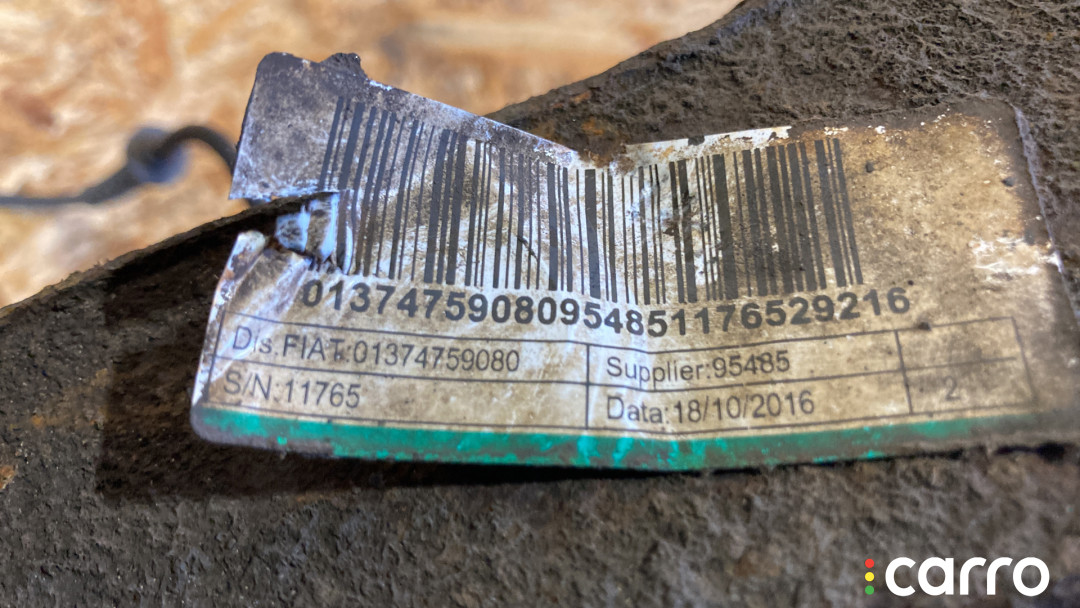 01374759080954851176529216
Dis.FIAT:01374759080
Supplier:95485
S/N:11765
Data:18/10/2016
2
carro